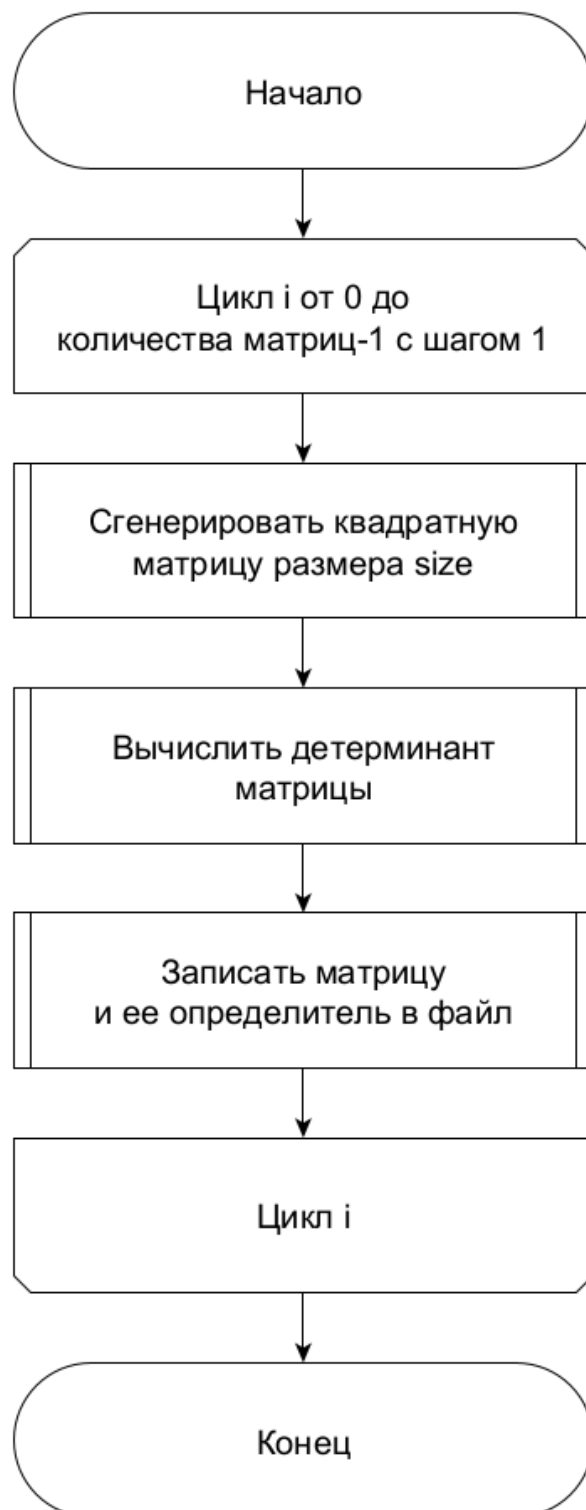 Начало
Цикл i от 0 до
количества матриц-1 с шагом 1
Сгенерировать квадратную
матрицу размера size
Вычислить детерминант
матрицы
Записать матрицу
и ее определитель в файл
Цикл i
Конец